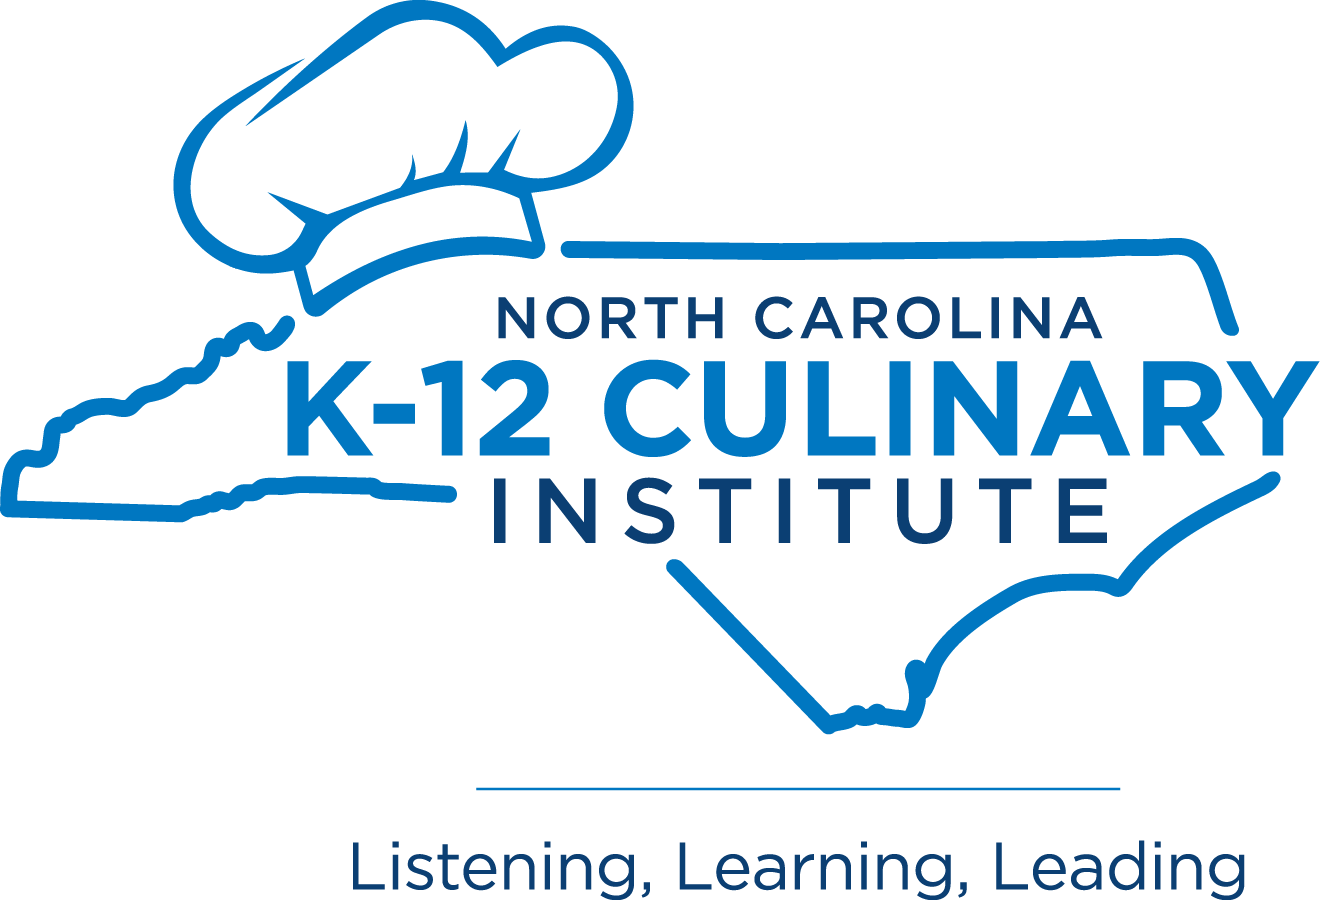 NORTH CAROLINA
K-12 CULINARY
INSTITUTE
Listening, Learning, Leading